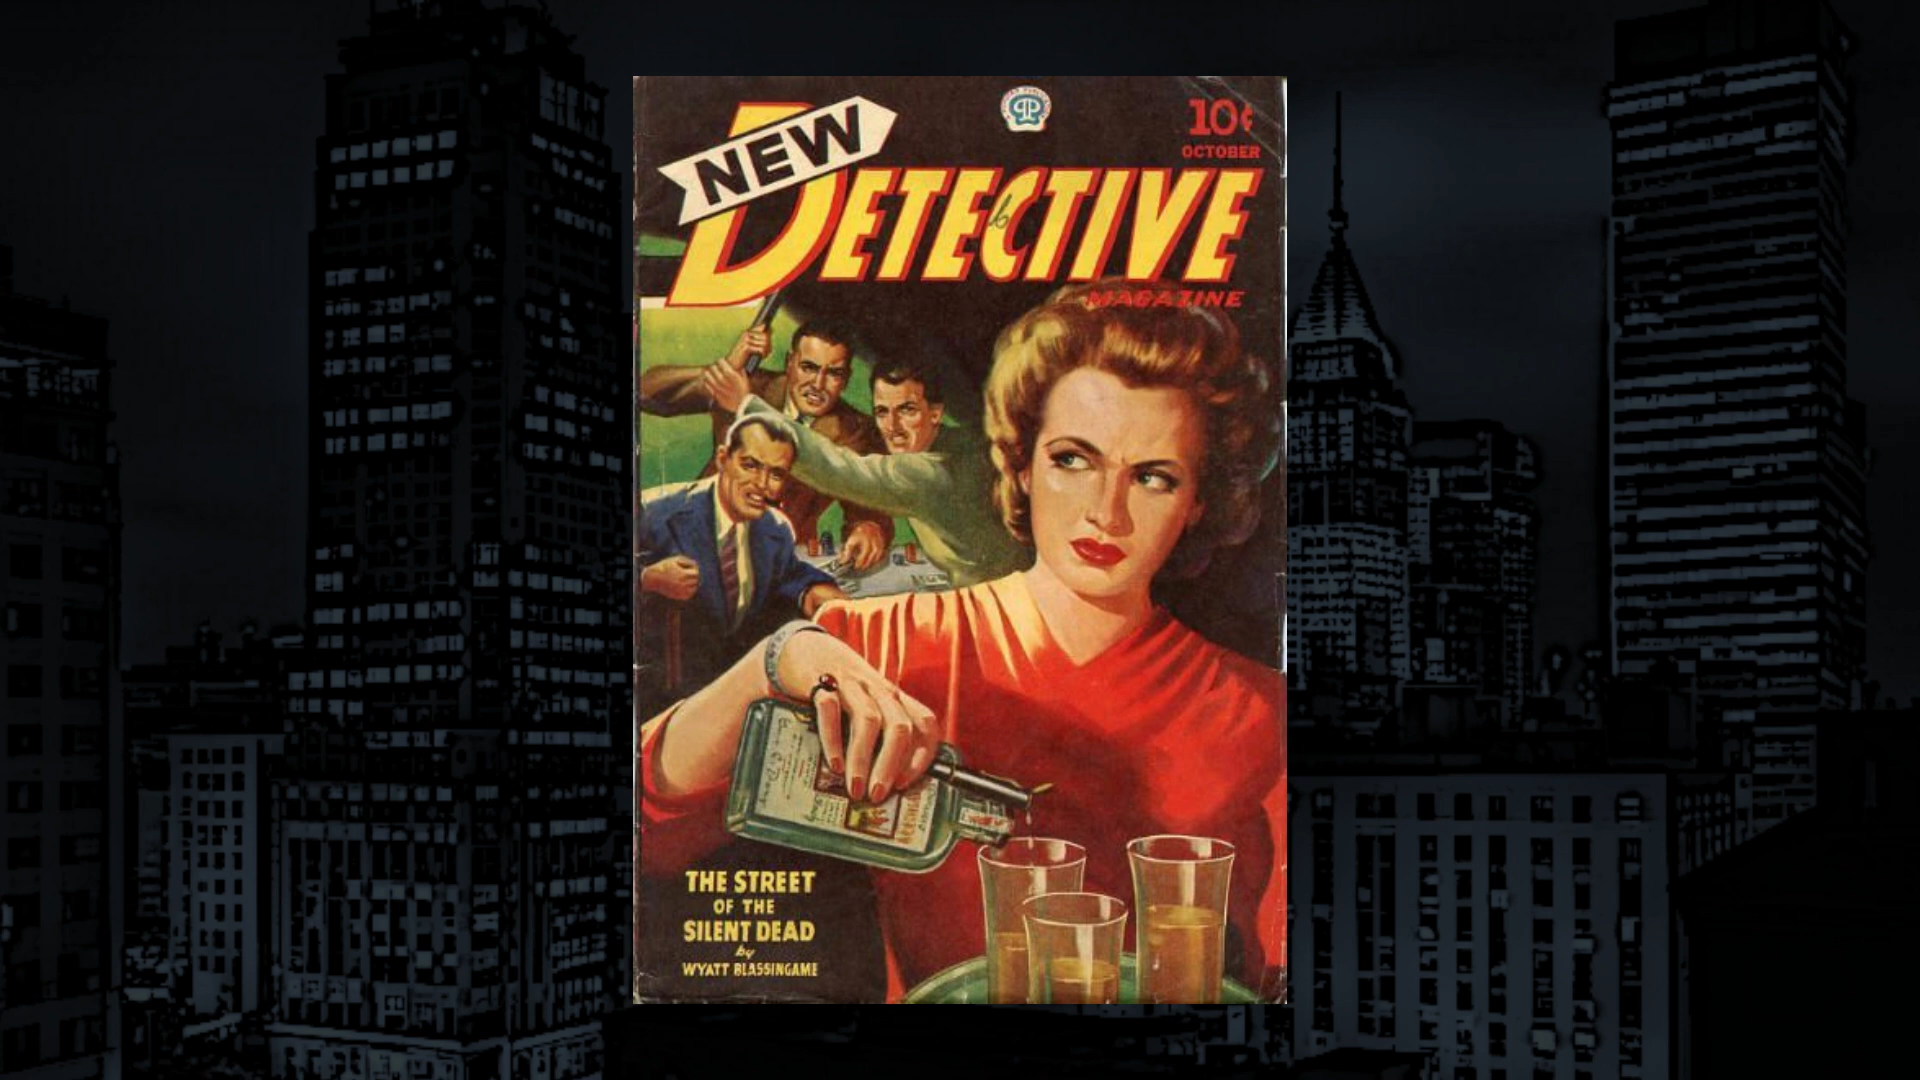 NEW
10¢
OCTOBER
DETECTIVE
MAGAZINE
THE STREET
OF THE
SILENT DEAD
by
WYATT BLASSINGAME